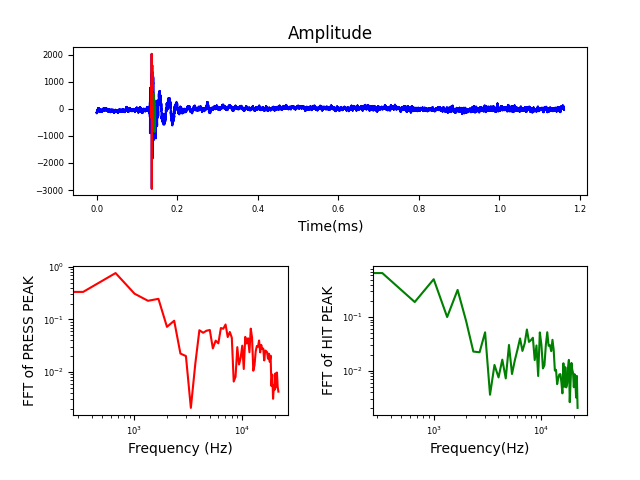 Amplitude
2000
1000
0
−1000
−2000
−3000
0.0 0.2 0.4 0.6 0.8 1.0 1.2
Time(ms)
FFT of PRESS PEAK
10⁰
10⁻¹
10⁻²
10³ 10⁴
Frequency (Hz)
FFT of HIT PEAK
10⁻¹
10⁻²
10³ 10⁴
Frequency(Hz)